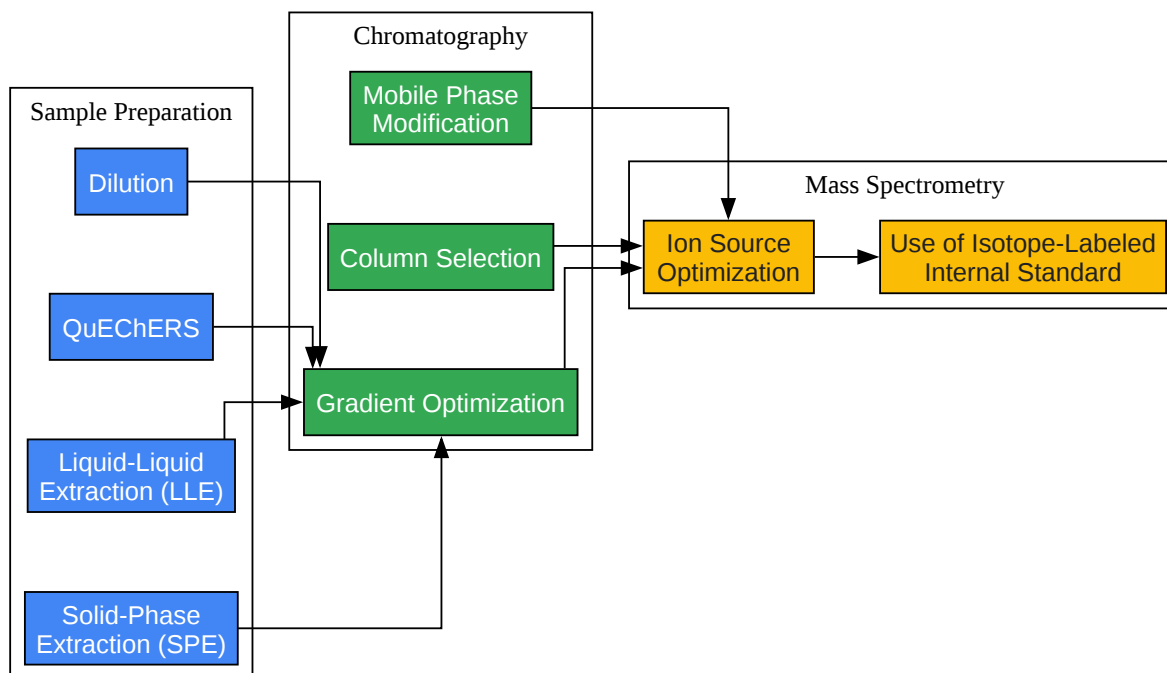 Sample Preparation
Dilution
QuEChERS
Liquid-Liquid
Extraction (LLE)
Solid-Phase
Extraction (SPE)
Chromatography
Mobile Phase
Modification
Column Selection
Gradient Optimization
Mass Spectrometry
Ion Source
Optimization
Use of Isotope-Labeled
Internal Standard